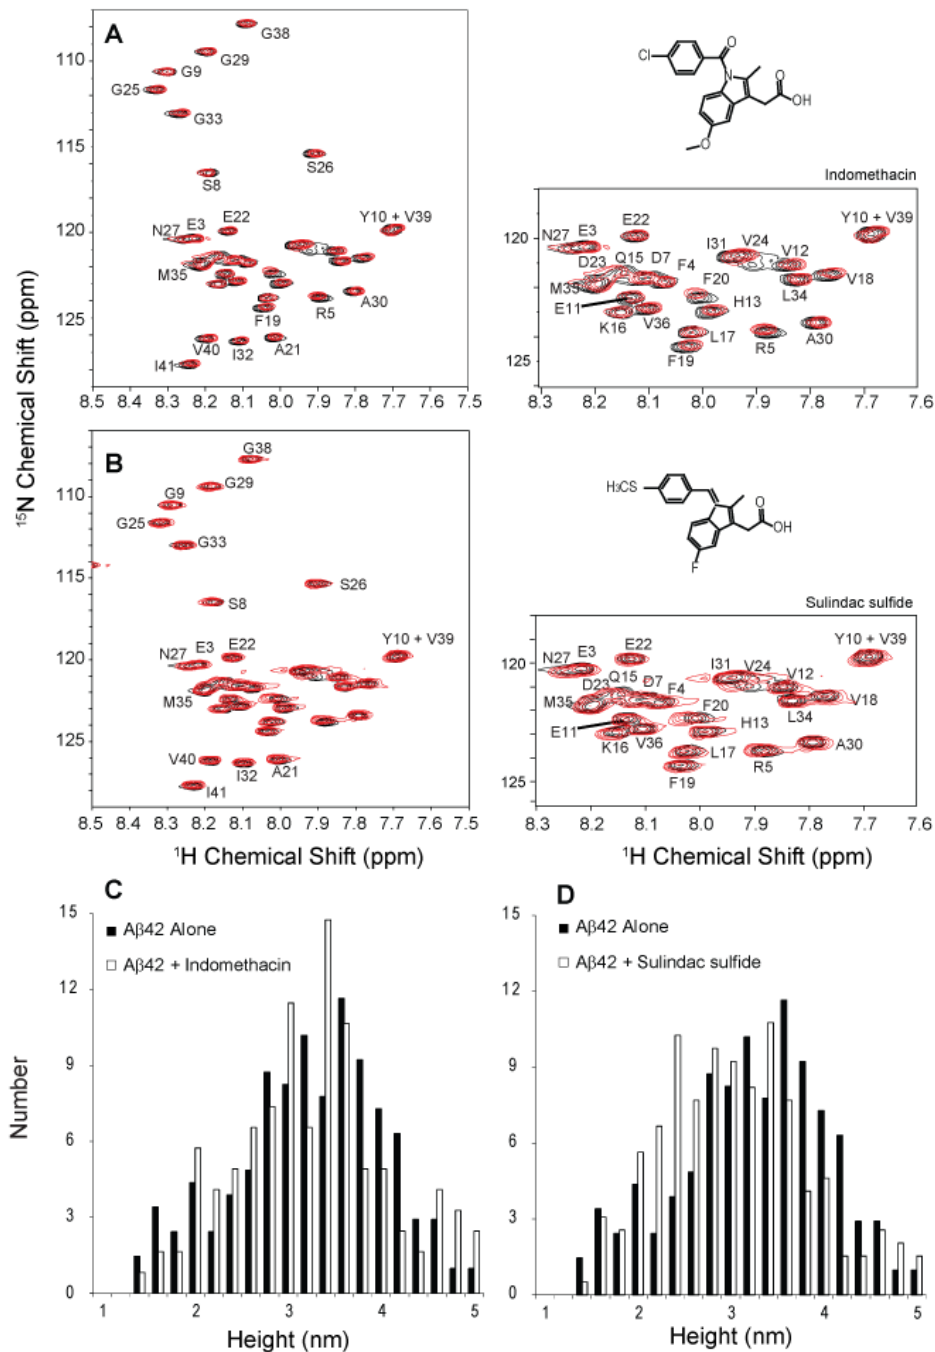 A
G38
G29
G9
G25
G33
S26
S8
N27
E3
E22
Y10 + V39
M35
F19
R5
A30
V40
I32
A21
I41
110
115
120
125
8.5
8.4
8.3
8.2
8.1
8.0
7.9
7.8
7.7
7.6
7.5
15N Chemical Shift (ppm)
Cl
O
N
O
OH
O
Indomethacin
N27
E3
E22
Y10 + V39
D23
Q15
D7
F4
I31
V24
V12
M35
E11
F20
L34
V18
K16
V36
H13
L17
R5
A30
F19
120
125
8.3
8.2
8.1
8.0
7.9
7.8
7.7
7.6
B
G38
G9
G29
G25
G33
S26
S8
N27
E3
E22
Y10 + V39
M35
V40
I32
A21
I41
110
115
120
125
8.5
8.4
8.3
8.2
8.1
8.0
7.9
7.8
7.7
7.6
7.5
1H Chemical Shift (ppm)
H3CS
O
OH
F
Sulindac sulfide
N27
E3
E22
Y10 + V39
D23
Q15
D7
F4
I31
V24
V12
M35
E11
F20
L34
V18
K16
V36
H13
L17
R5
A30
F19
120
125
8.3
8.2
8.1
8.0
7.9
7.8
7.7
7.6
1H Chemical Shift (ppm)
C
Aβ42 Alone
Aβ42 + Indomethacin
15
12
9
6
3
0
Number
1
2
3
4
5
Height (nm)
D
Aβ42 Alone
Aβ42 + Sulindac sulfide
15
12
9
6
3
0
1
2
3
4
5
Height (nm)